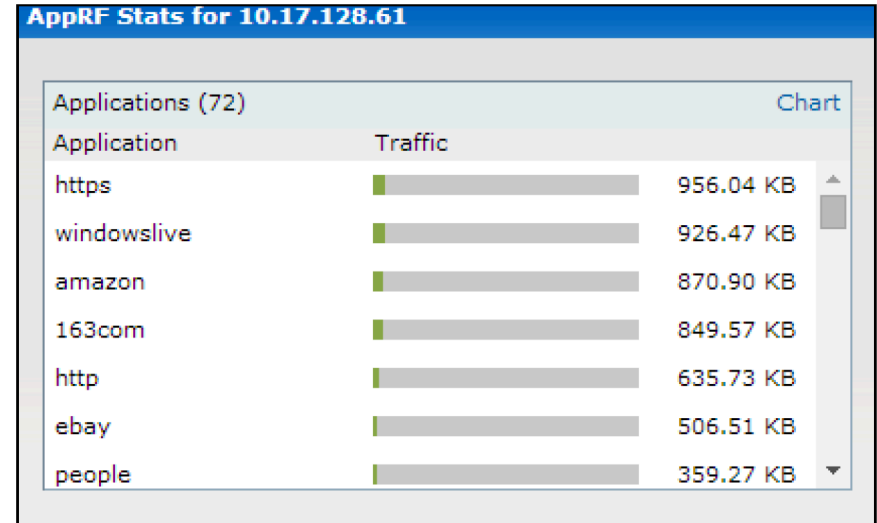 AppRF Stats for 10.17.128.61
Applications (72) Chart
Application Traffic
https 956.04 KB
windowslive 926.47 KB
amazon 870.90 KB
163com 849.57 KB
http 635.73 KB
ebay 506.51 KB
people 359.27 KB